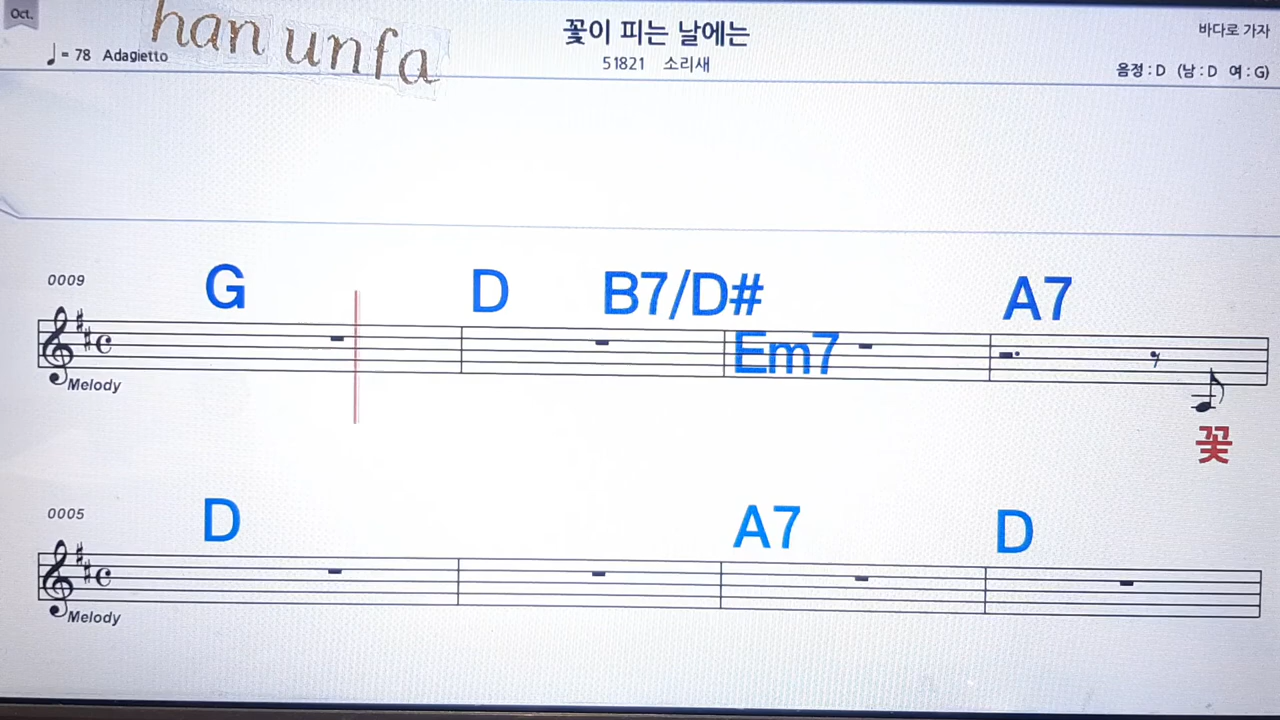 Oct.
han unfa
꽃이 피는 날에는
바다로 가자
♩= 78 Adagietto
51821 소리새
음정 : D (남 : D 여 : G)
0009
G D B7/D# A7
Em7
Melody
꽃
0005
D A7 D
Melody